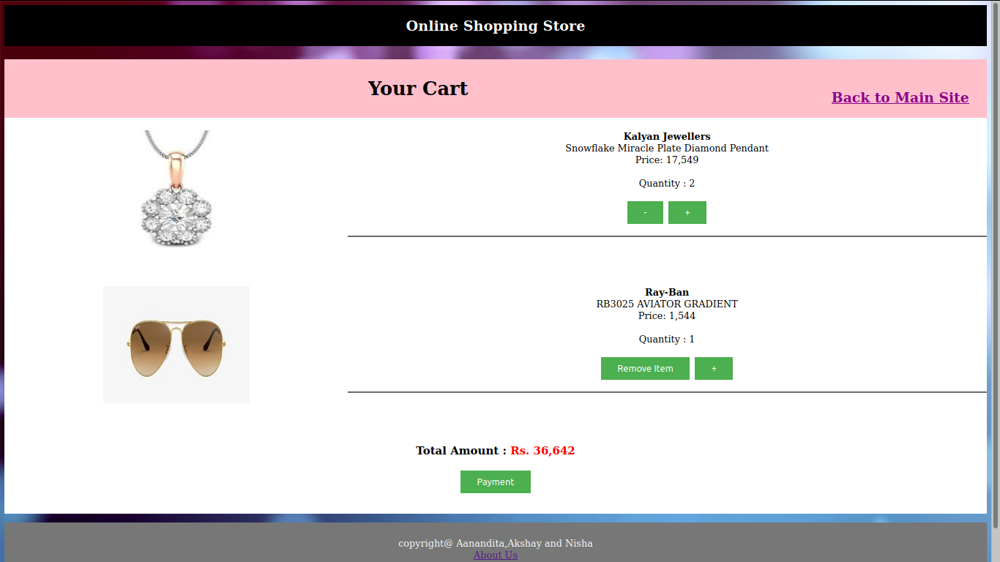 Online Shopping Store
Your Cart
Back to Main Site
Kalyan Jewellers
Snowflake Miracle Plate Diamond Pendant
Price: 17,549
Quantity : 2
- +
Ray-Ban
RB3025 AVIATOR GRADIENT
Price: 1,544
Quantity : 1
Remove Item +
Total Amount : Rs. 36,642
Payment
copyright@ Aanandita,Akshay and Nisha
About Us